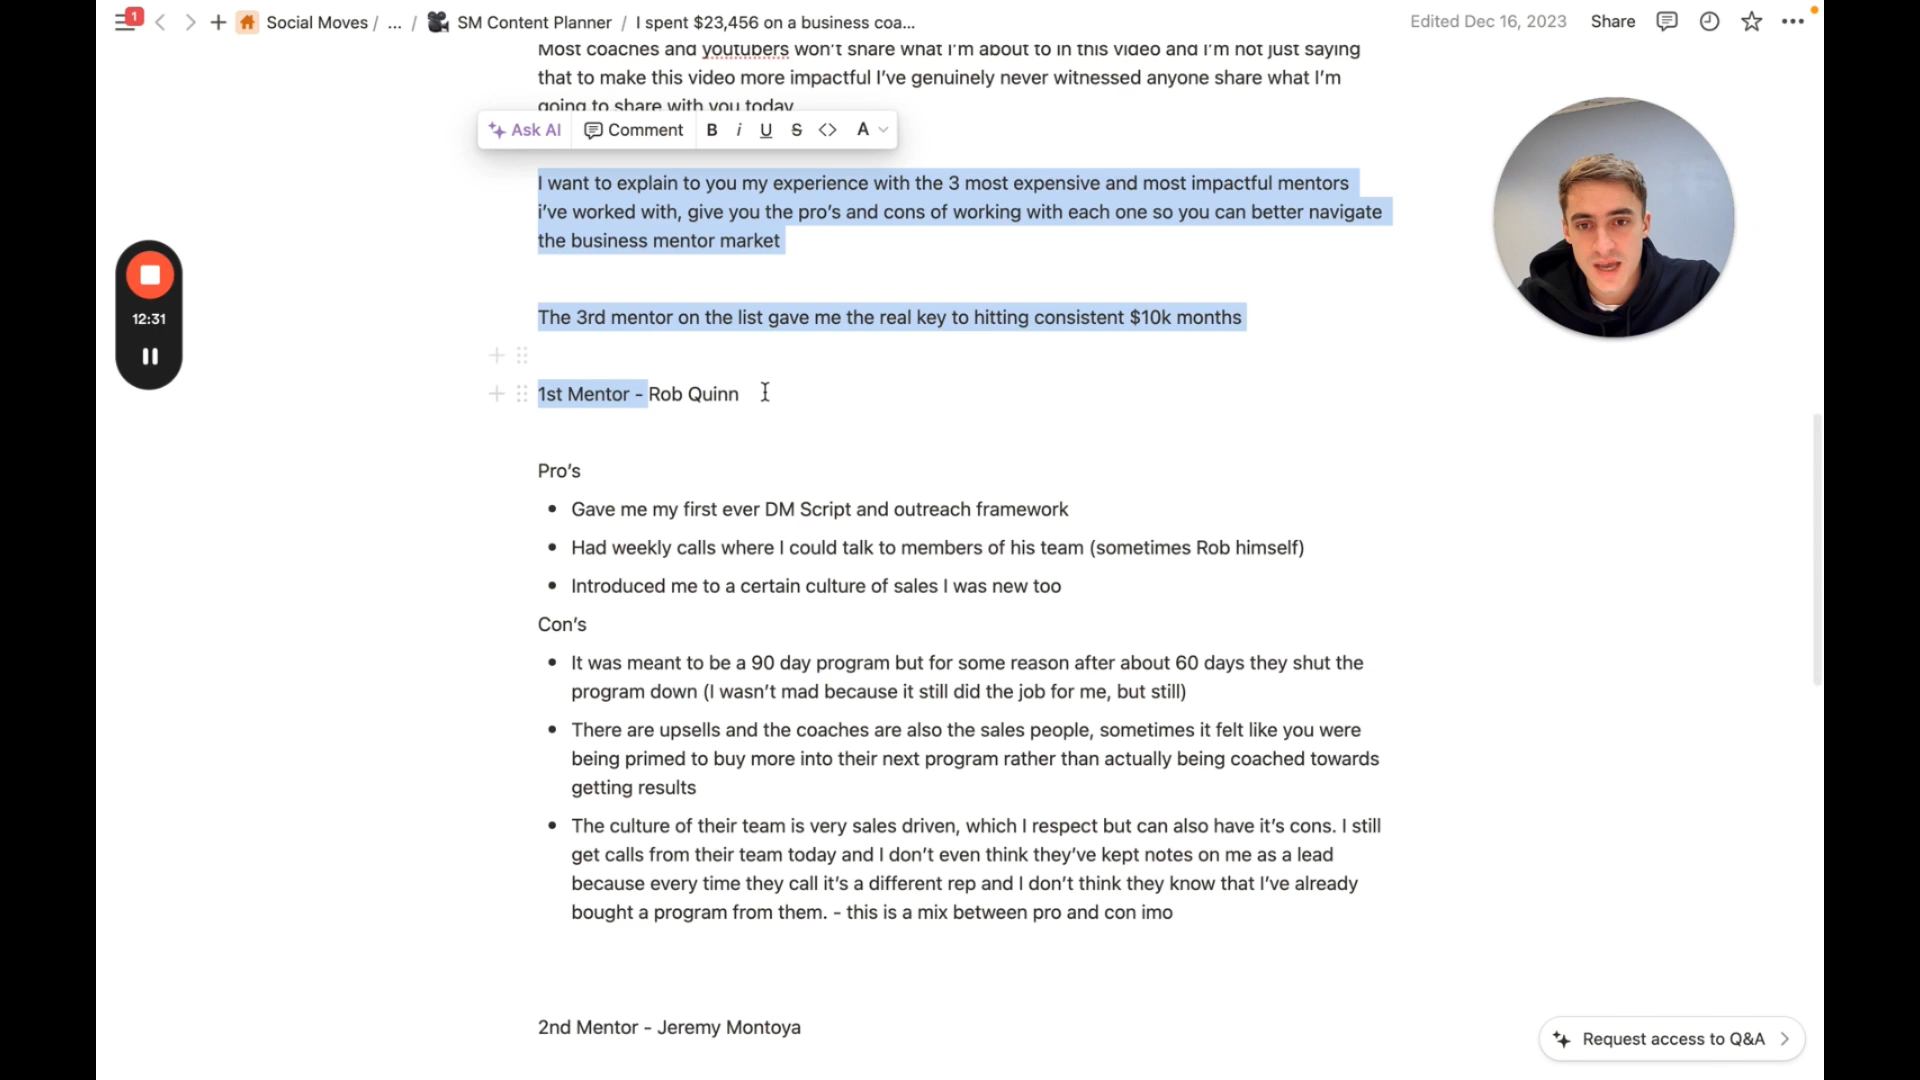 1
Social Moves / ... / SM Content Planner / I spent $23,456 on a business coa...
Edited Dec 16, 2023 Share
Most coaches and youtubers won't share what I'm about to in this video and I'm not just saying
that to make this video more impactful I've genuinely never witnessed anyone share what I'm
going to share with you today
Ask AI Comment B i U S <> A
I want to explain to you my experience with the 3 most expensive and most impactful mentors
i've worked with, give you the pro's and cons of working with each one so you can better navigate
the business mentor market
The 3rd mentor on the list gave me the real key to hitting consistent $10k months
12:31
1st Mentor - Rob Quinn
Pro's
• Gave me my first ever DM Script and outreach framework
• Had weekly calls where I could talk to members of his team (sometimes Rob himself)
• Introduced me to a certain culture of sales I was new too
Con's
• It was meant to be a 90 day program but for some reason after about 60 days they shut the
program down (I wasn't mad because it still did the job for me, but still)
• There are upsells and the coaches are also the sales people, sometimes it felt like you were
being primed to buy more into their next program rather than actually being coached towards
getting results
• The culture of their team is very sales driven, which I respect but can also have it's cons. I still
get calls from their team today and I don't even think they've kept notes on me as a lead
because every time they call it's a different rep and I don't think they know that I've already
bought a program from them. - this is a mix between pro and con imo
2nd Mentor - Jeremy Montoya
Request access to Q&A